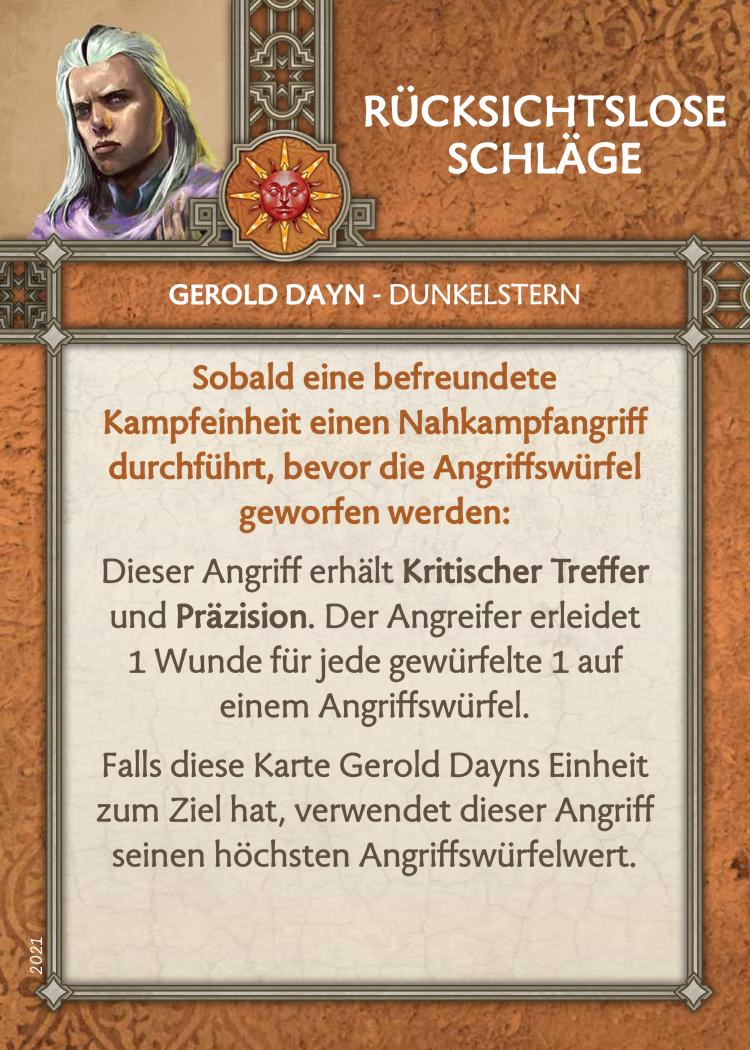 RÜCKSICHTSLOSE
SCHLÄGE
GEROLD DAYN - DUNKELSTERN
Sobald eine befreundete
Kampfeinheit einen Nahkampfangriff
durchführt, bevor die Angriffswürfel
geworfen werden:
Dieser Angriff erhält Kritischer Treffer
und Präzision. Der Angreifer erleidet
1 Wunde für jede gewürfelte 1 auf
einem Angriffswürfel.
Falls diese Karte Gerold Dayns Einheit
zum Ziel hat, verwendet dieser Angriff
seinen höchsten Angriffswürfelwert.
2021